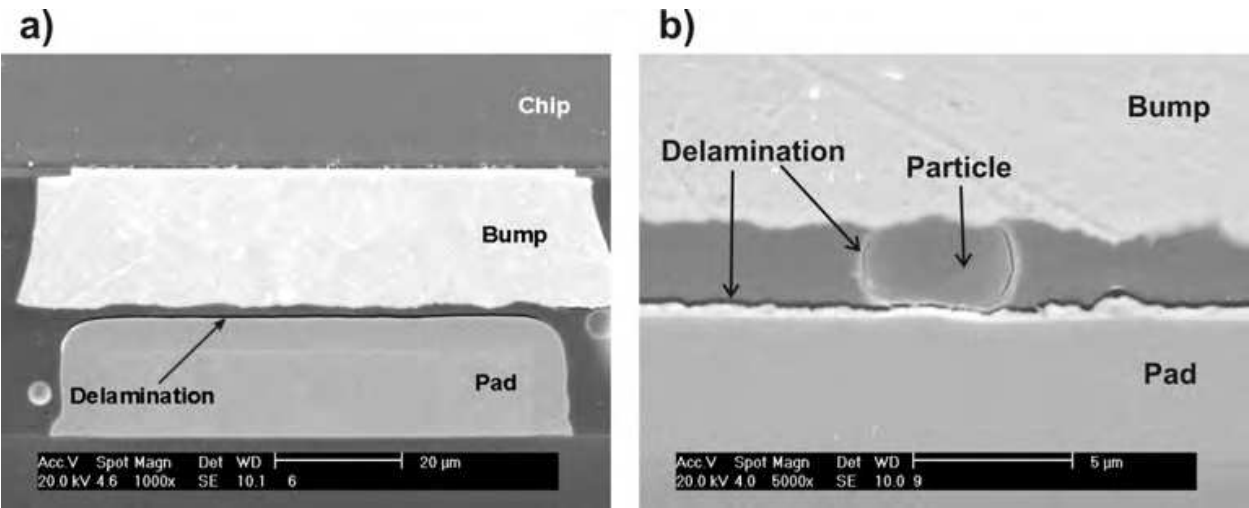 a)
Chip
Bump
Pad
Delamination
Acc.V Spot Magn Det WD 20 µm
20.0 kV 4.6 1000x SE 10.1 6
b)
Bump
Delamination
Particle
Pad
Acc.V Spot Magn Det WD 5 µm
20.0 kV 4.0 5000x SE 10.0 9